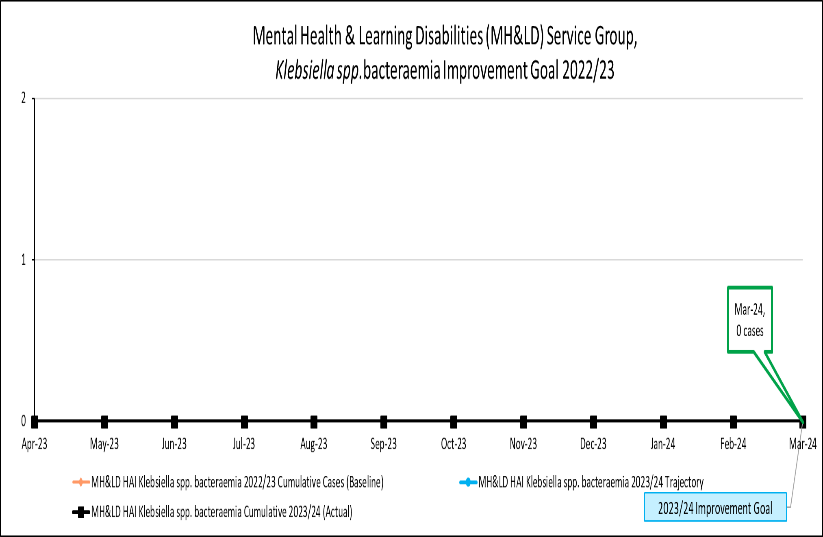 Mental Health & Learning Disabilities (MH&LD) Service Group,
Klebsiella spp.bacteraemia Improvement Goal 2022/23
2
1
0
Mar-24,
0 cases
Apr-23 May-23 Jun-23 Jul-23 Aug-23 Sep-23 Oct-23 Nov-23 Dec-23 Jan-24 Feb-24 Mar-24
MH&LD HAI Klebsiella spp. bacteraemia 2022/23 Cumulative Cases (Baseline)
MH&LD HAI Klebsiella spp. bacteraemia 2023/24 Trajectory
MH&LD HAI Klebsiella spp. bacteraemia Cumulative 2023/24 (Actual)
2023/24 Improvement Goal